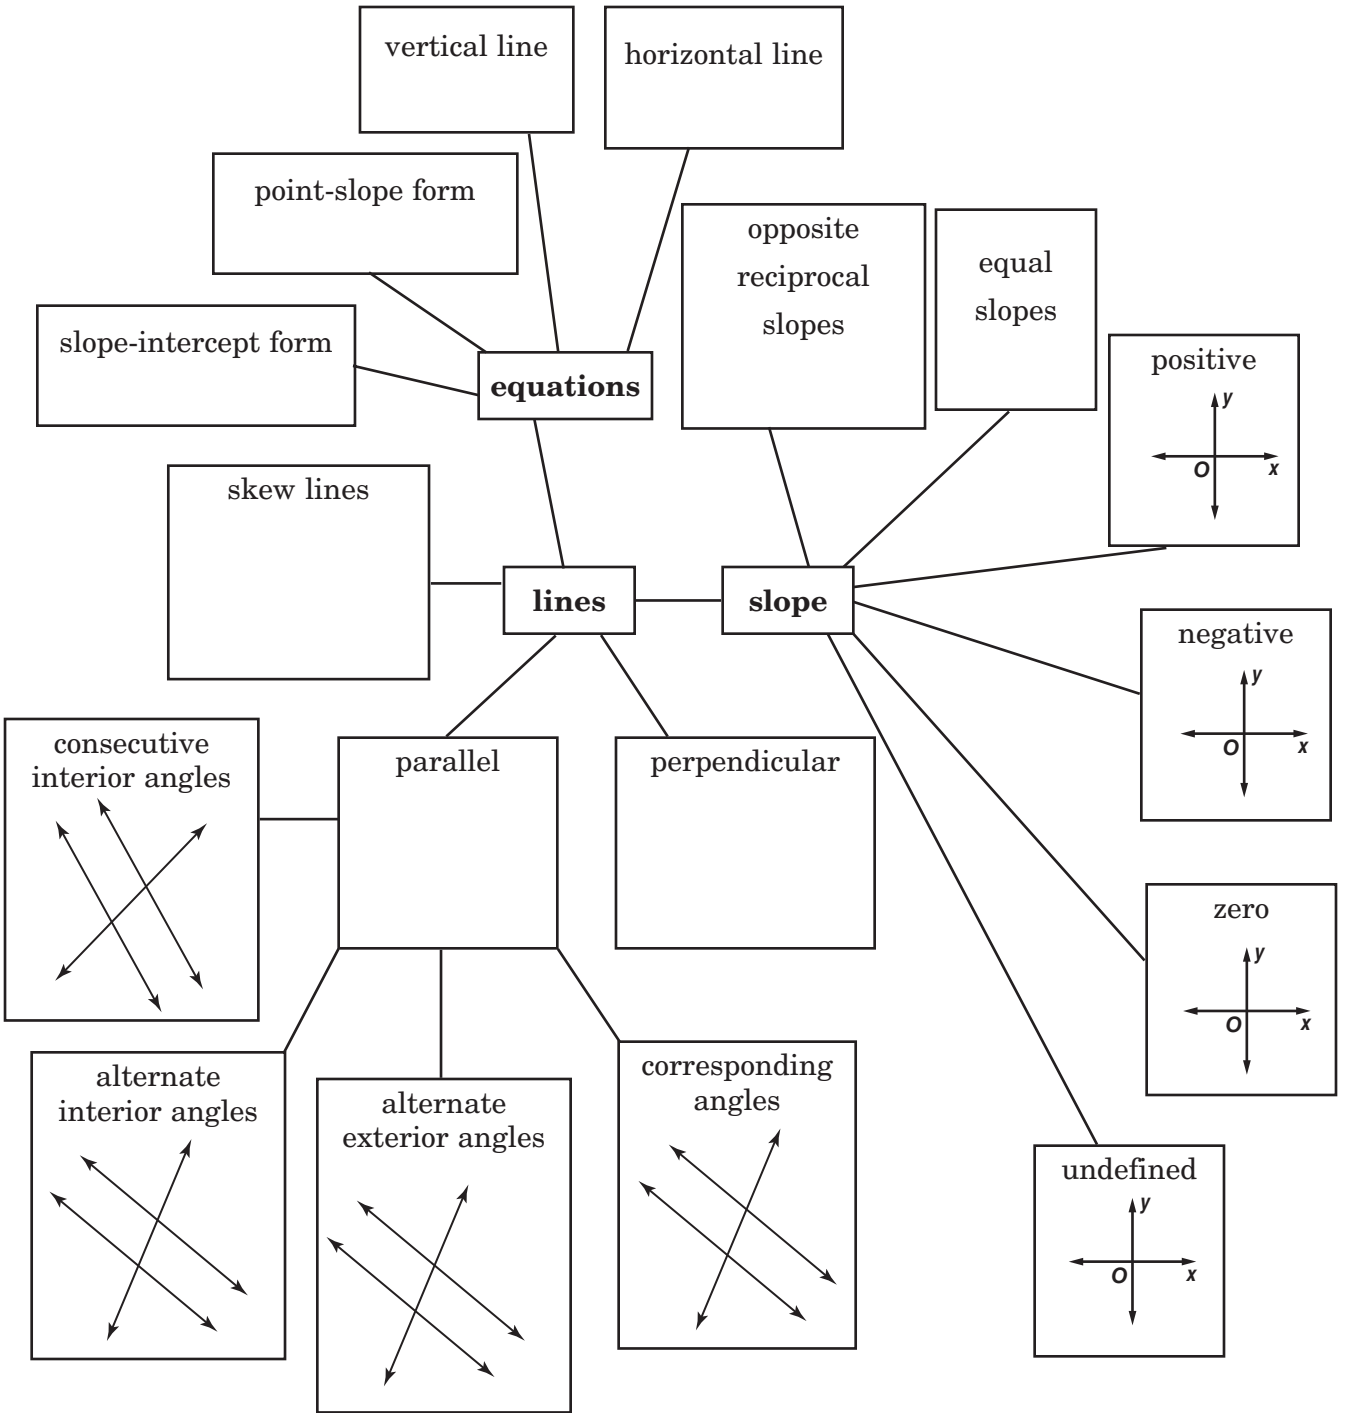 vertical line
horizontal line
point-slope form
opposite
reciprocal
slopes
equal
slopes
slope-intercept form
equations
positive
y
O
x
skew lines
lines
slope
negative
y
O
x
consecutive
interior angles
parallel
perpendicular
zero
y
O
x
alternate
interior angles
alternate
exterior angles
corresponding
angles
undefined
y
O
x